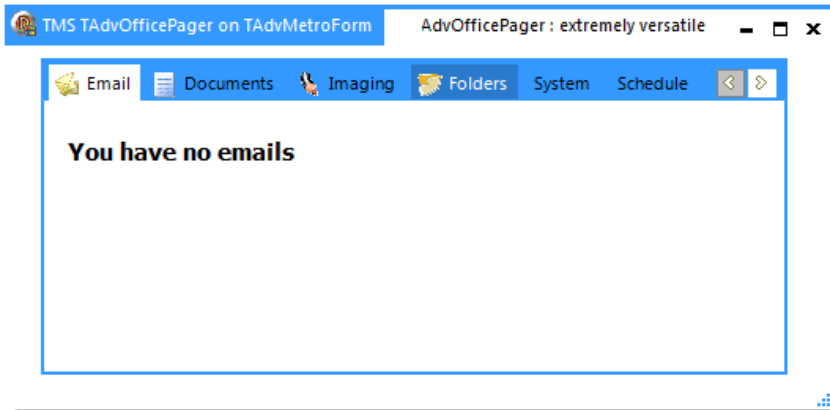 TMS TAdvOfficePager on TAdvMetroForm AdvOfficePager : extremely versatile
Email Documents Imaging Folders System Schedule
You have no emails